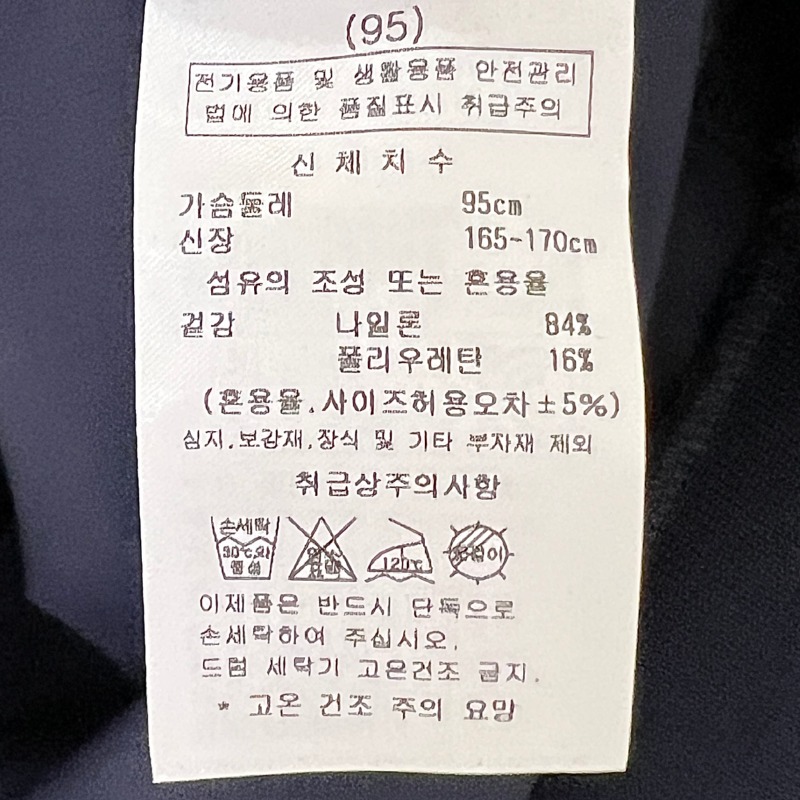 (95)
전기용품 및 생활용품 안전관리
법에 의한 품질표시 취급주의
신 체 치 수
가슴둘레 95cm
신장 165-170cm
섬유의 조성 또는 혼용율
겉감 나일론 84%
폴리우레탄 16%
(혼용율.사이즈허용오차±5%)
심지.보강재.장식 및 기타 부자재 제외
취급상주의사항
손세탁
30℃
120℃
이제품은 반드시 단독으로
손세탁하여 주십시오.
드럼 세탁기 고온건조 금지.
* 고온 건조 주의 요망